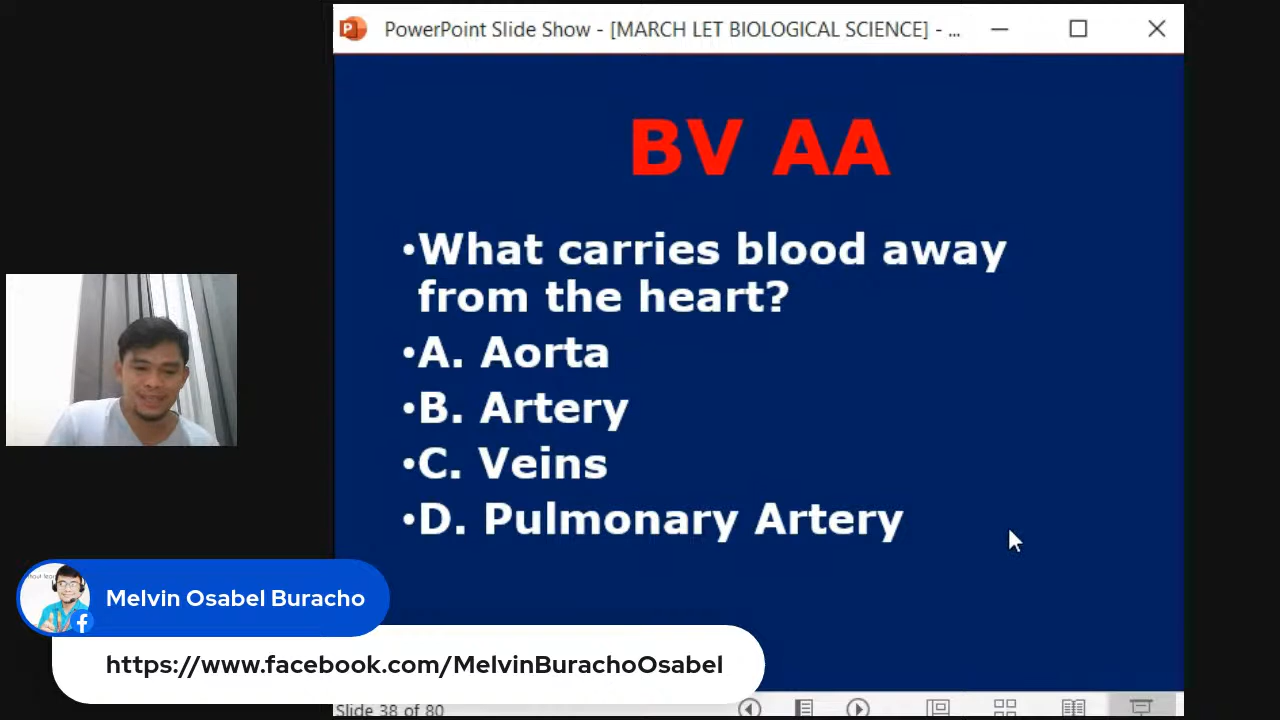 PowerPoint Slide Show - [MARCH LET BIOLOGICAL SCIENCE] - ...
BV AA
•What carries blood away
from the heart?
•A. Aorta
•B. Artery
•C. Veins
•D. Pulmonary Artery
Melvin Osabel Buracho
https://www.facebook.com/MelvinBurachoOsabel
Slide 38 of 80